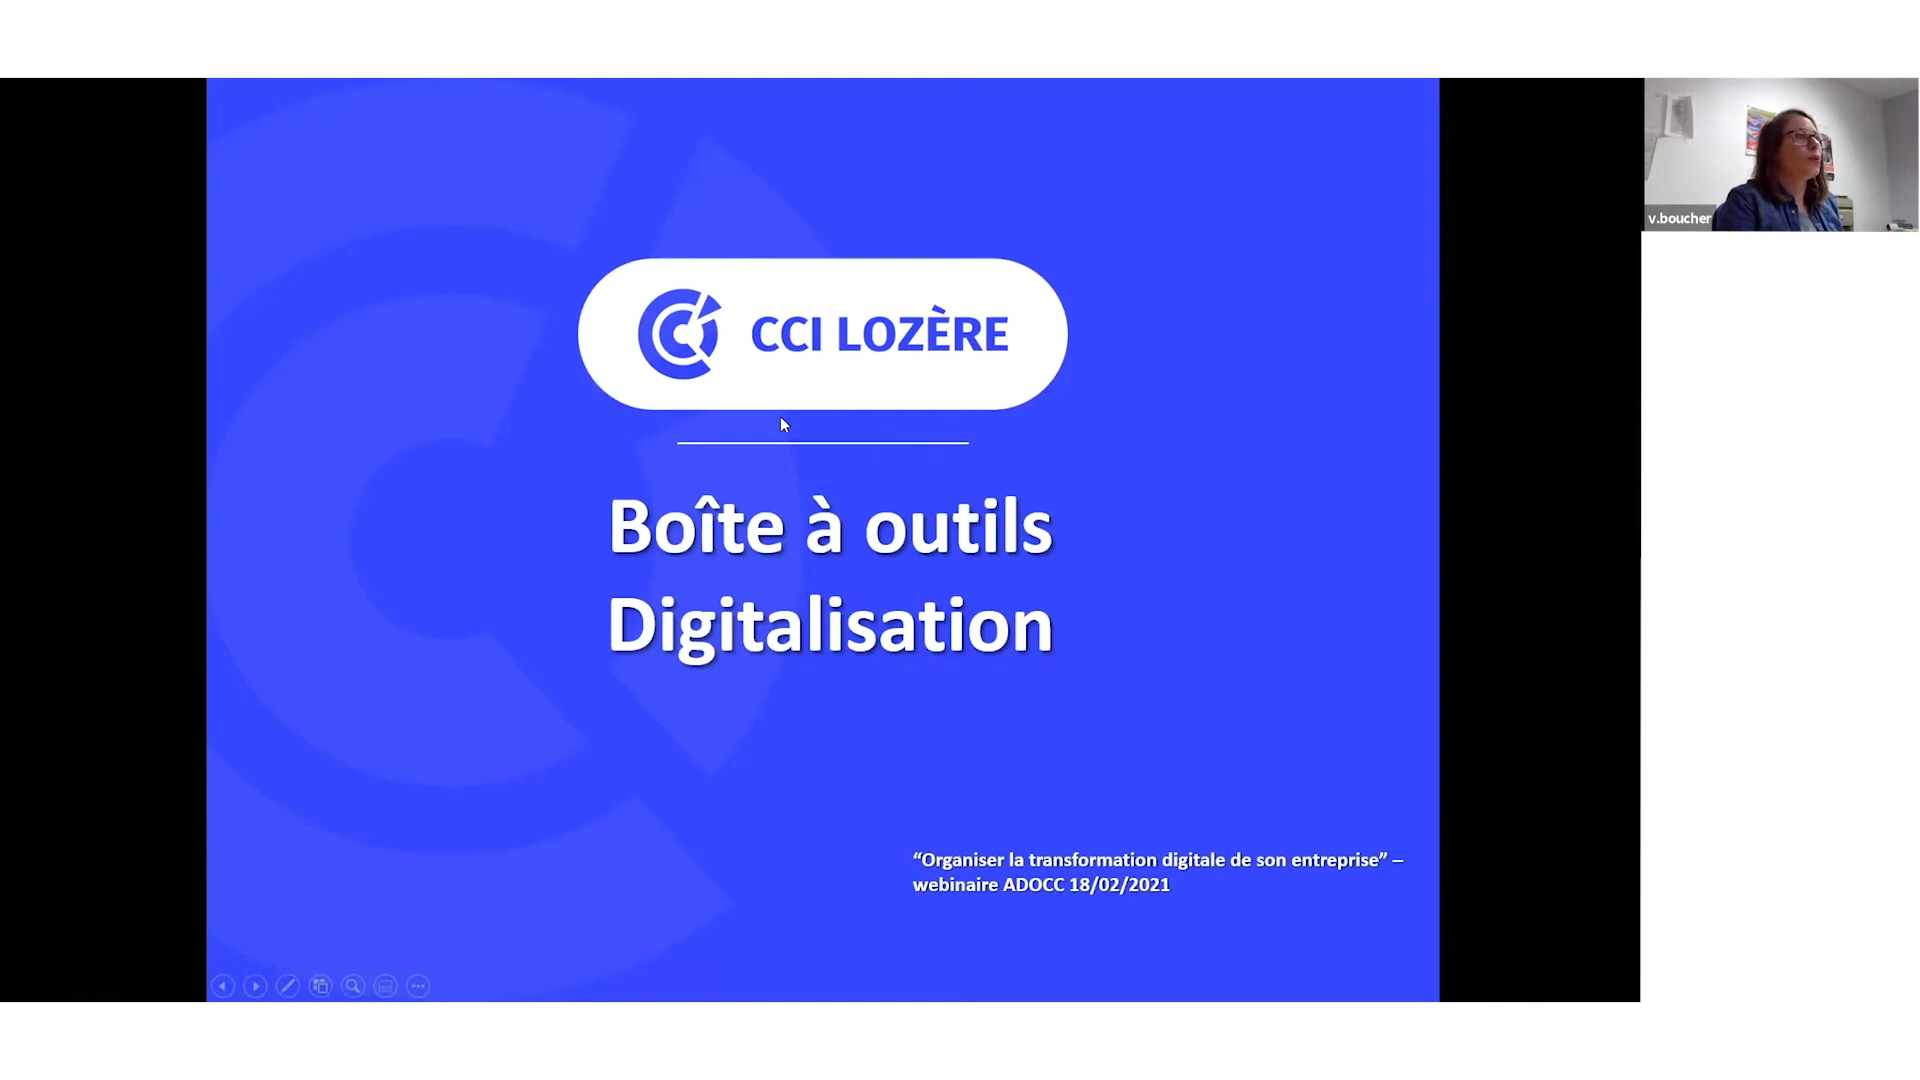 CCI LOZÈRE
Boîte à outils
Digitalisation
“Organiser la transformation digitale de son entreprise” –
webinaire ADOCC 18/02/2021
v.boucher